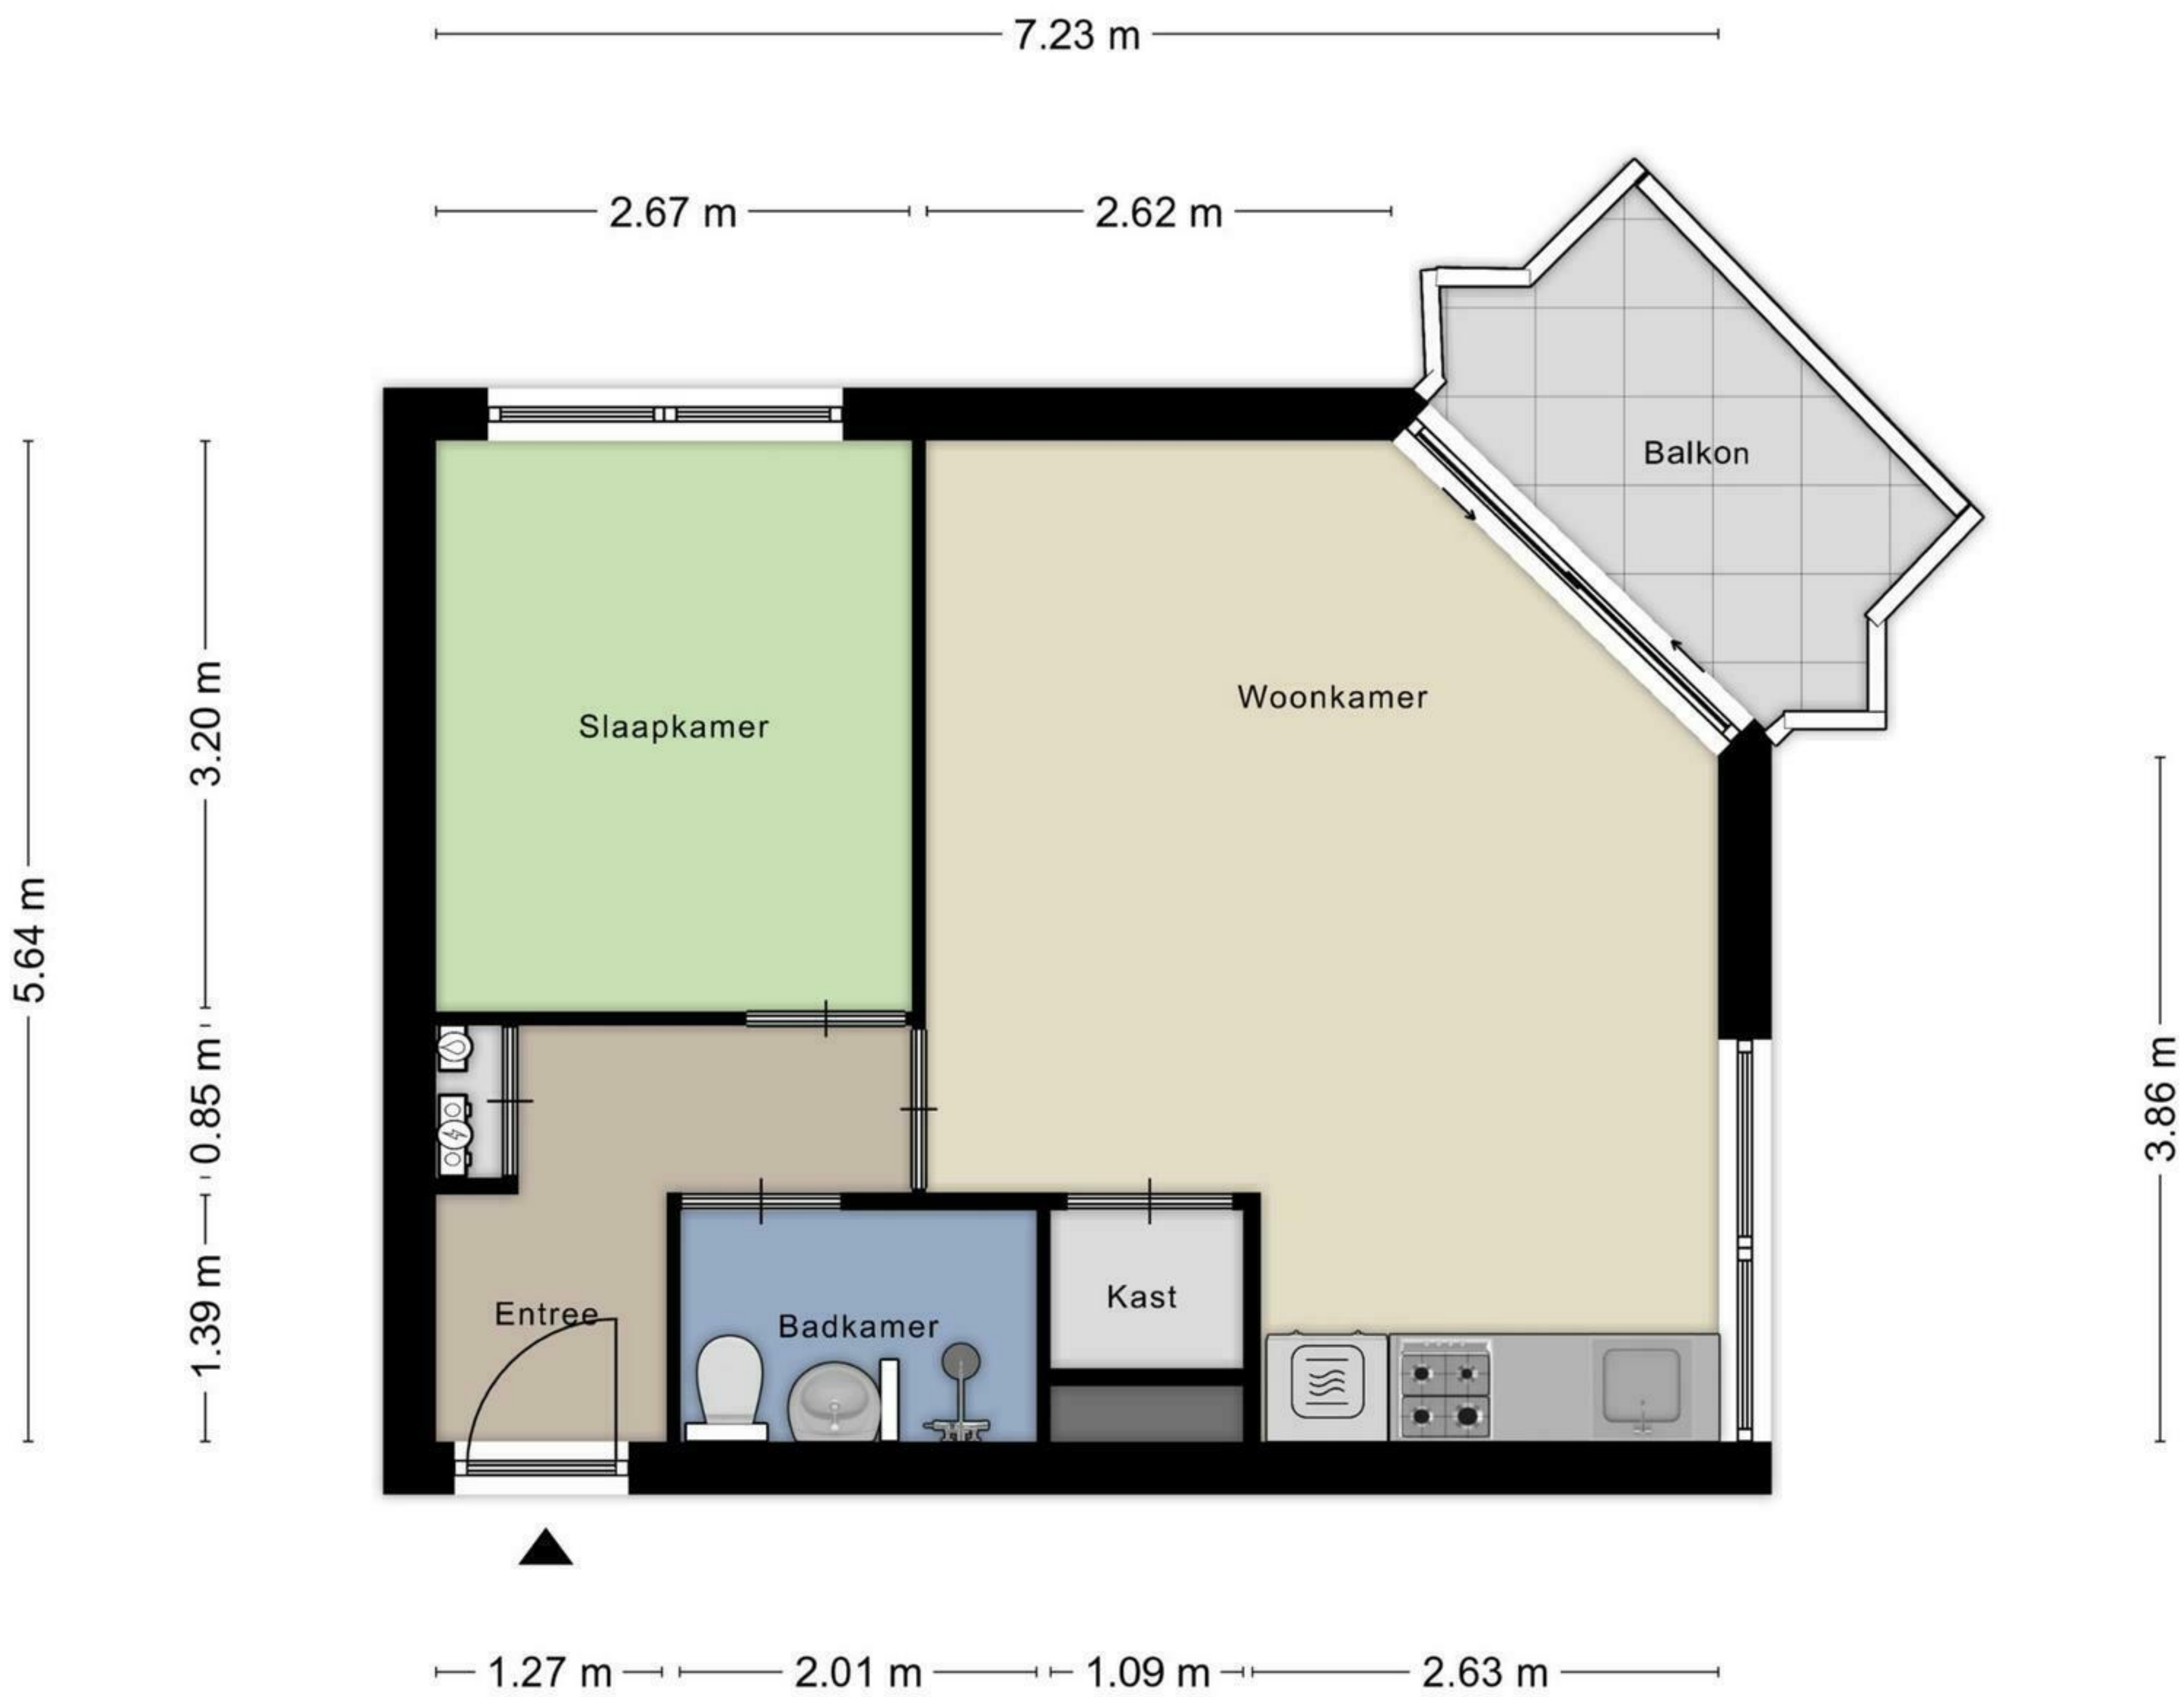 7.23 m
2.67 m
2.62 m
Balkon
Slaapkamer
Woonkamer
5.64 m
3.20 m
0.85 m
1.39 m
3.86 m
Entree
Badkamer
Kast
1.27 m
2.01 m
1.09 m
2.63 m